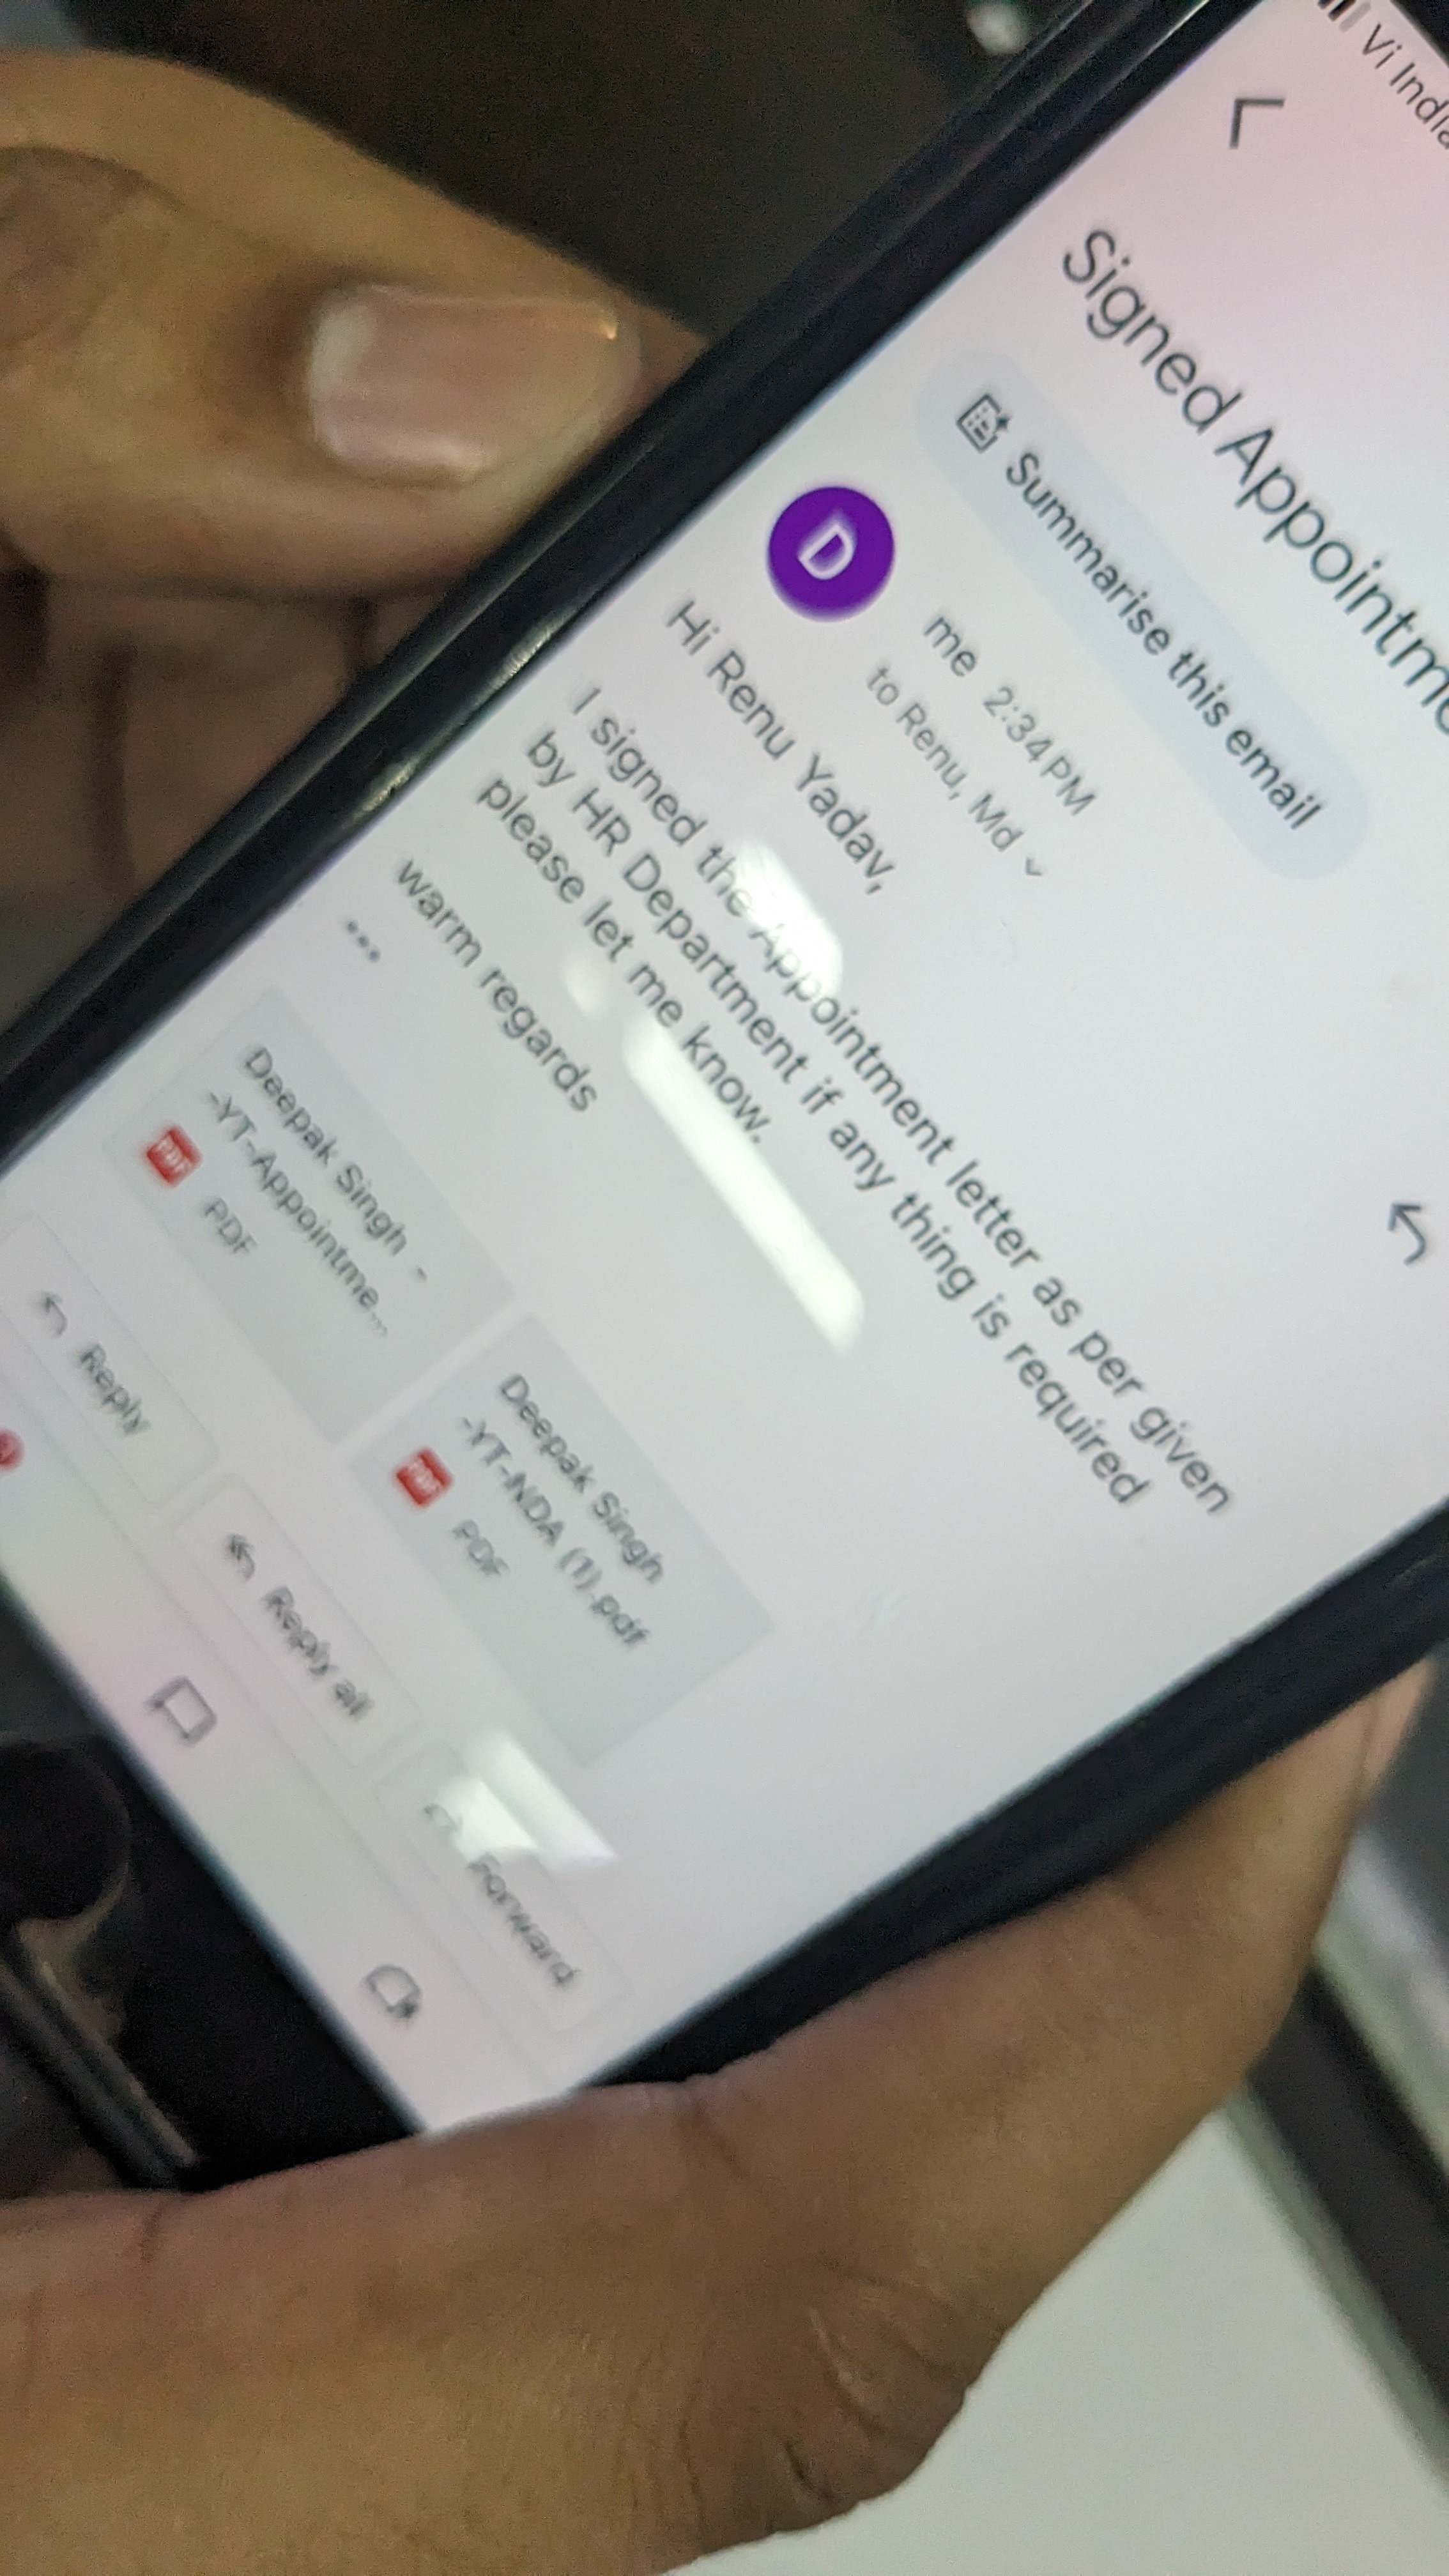 Vi India
Signed Appointme
Summarise this email
D
me 2:34 PM
to Renu, Md
Hi Renu Yadav,
I signed the Appointment letter as per given
by HR Department if any thing is required
please let me know.
warm regards
...
Deepak Singh -
-YT-Appointme...
PDF PDF
Deepak Singh
-YT-NDA (1).pdf
PDF PDF
Reply
Reply all
Forward